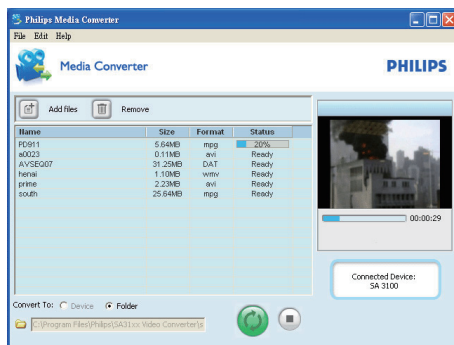 Philips Media Converter
File Edit Help
Media Converter
PHILIPS
Add files Remove
Name Size Format Status
PD911 5.64MB mpg 20%
a0023 0.11MB avi Ready
AVSEQ07 31.25MB DAT Ready
henai 1.10MB wmv Ready
prime 2.23MB avi Ready
south 25.64MB mpg Ready
00:00:29
Connected Device:
SA 3100
Convert To: Device Folder
C:\Program Files\Philips\SA31xx Video Converter\s